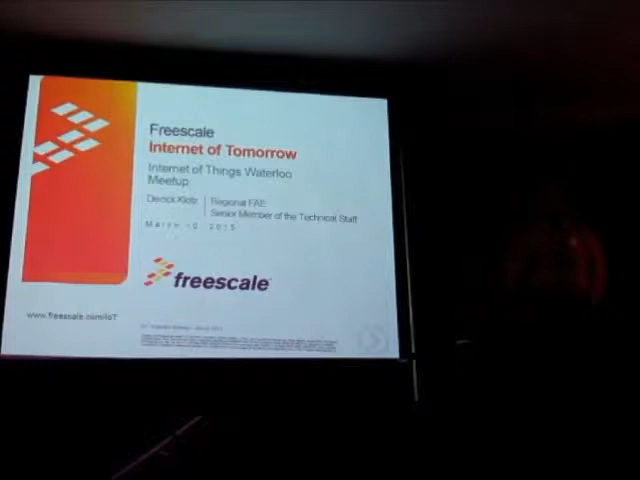 Freescale
Internet of Tomorrow
Internet of Things Waterloo
Meetup
Derrick Klotz
Regional FAE
Senior Member of the Technical Staff
March 10, 2015
freescale
www.freescale.com/IoT